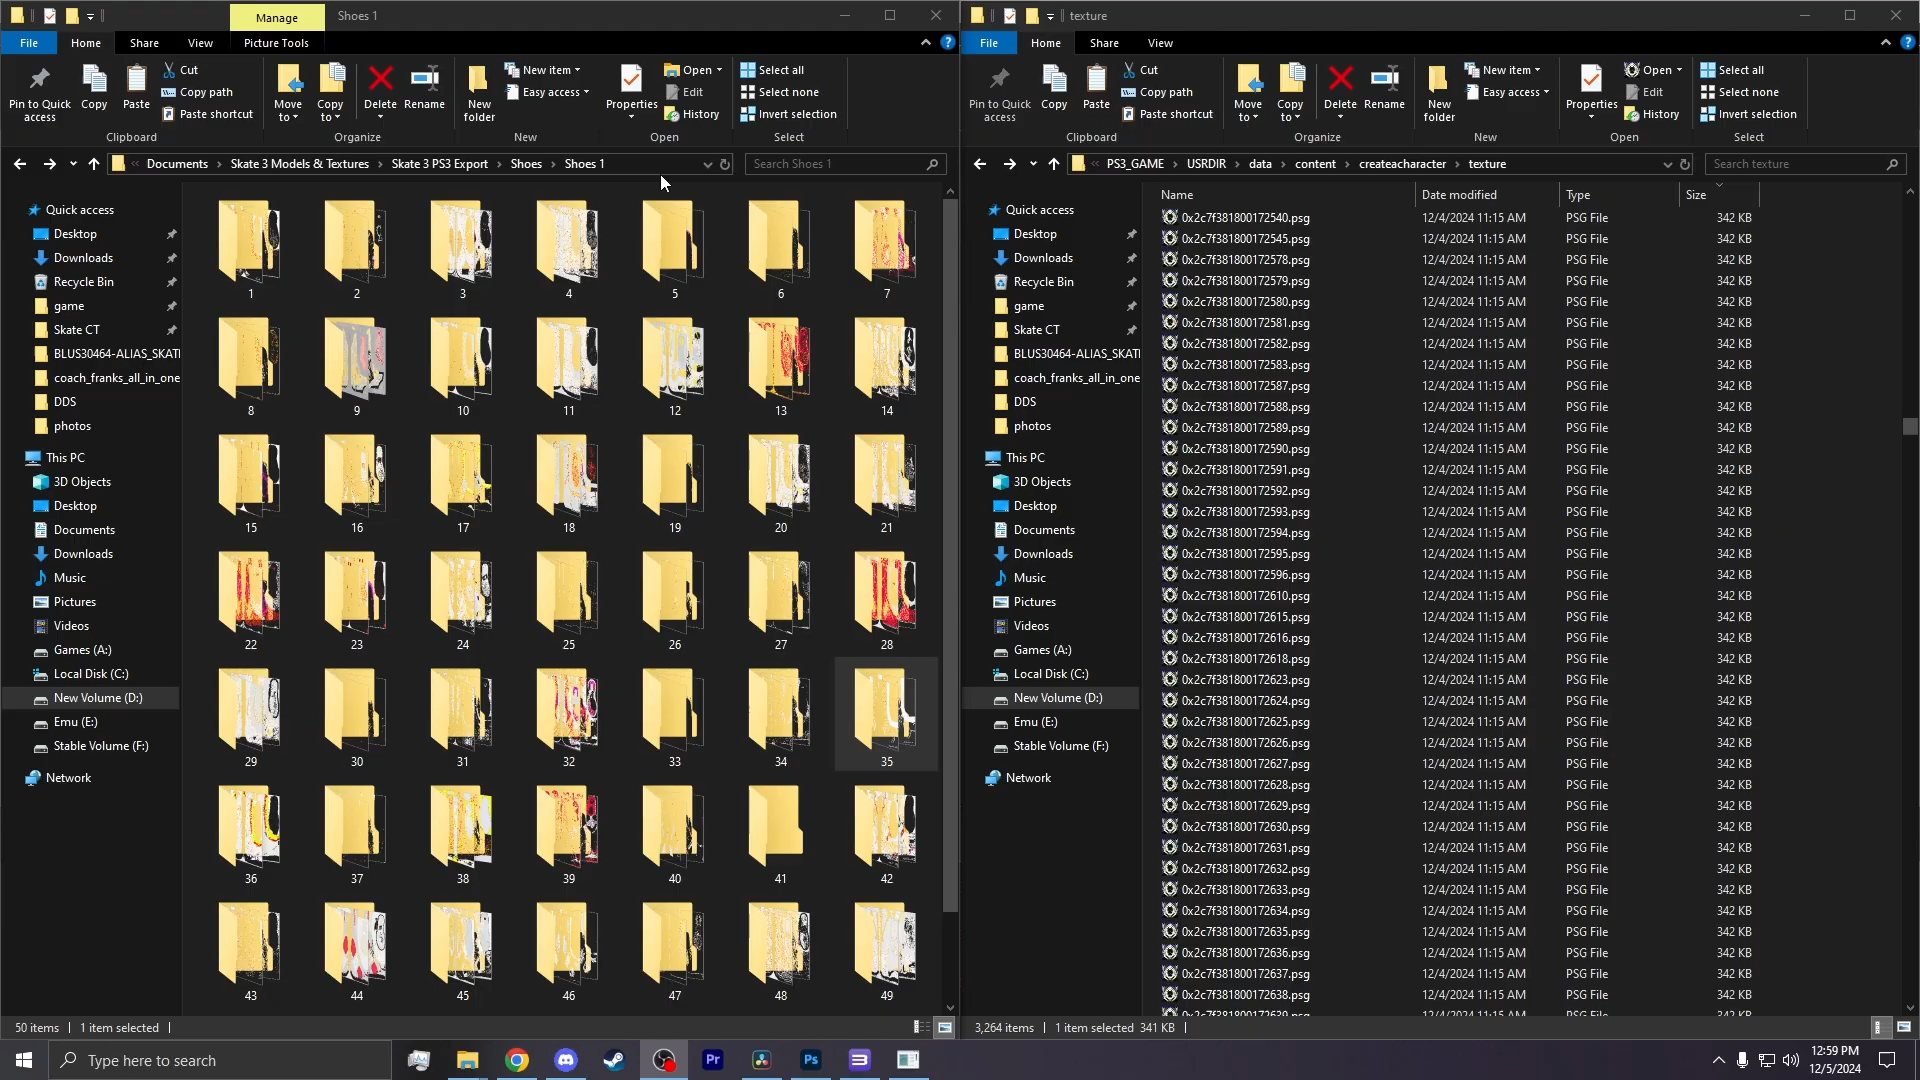 Manage
Shoes 1
File
Home
Share
View
Picture Tools
Pin to Quick access
Copy
Paste
Cut
Copy path
Paste shortcut
Move to
Copy to
Delete
Rename
New folder
New item
Easy access
Properties
Open
Edit
History
Select all
Select none
Invert selection
Clipboard
Organize
New
Open
Select
Documents
Skate 3 Models & Textures
Skate 3 PS3 Export
Shoes
Shoes 1
Search Shoes 1
Quick access
Desktop
Downloads
Recycle Bin
game
Skate CT
BLUS30464-ALIAS_SKATI
coach_franks_all_in_one
DDS
photos
This PC
3D Objects
Desktop
Documents
Downloads
Music
Pictures
Videos
Games (A:)
Local Disk (C:)
New Volume (D:)
Emu (E:)
Stable Volume (F:)
Network
1 2 3 4 5 6 7
8 9 10 11 12 13 14
15 16 17 18 19 20 21
22 23 24 25 26 27 28
29 30 31 32 33 34 35
36 37 38 39 40 41 42
43 44 45 46 47 48 49
50 items
1 item selected
texture
File
Home
Share
View
Pin to Quick access
Copy
Paste
Cut
Copy path
Paste shortcut
Move to
Copy to
Delete
Rename
New folder
New item
Easy access
Properties
Open
Edit
History
Select all
Select none
Invert selection
Clipboard
Organize
New
Open
Select
PS3_GAME
USRDIR
data
content
createacharacter
texture
Search texture
Quick access
Desktop
Downloads
Recycle Bin
game
Skate CT
BLUS30464-ALIAS_SKATI
coach_franks_all_in_one
DDS
photos
This PC
3D Objects
Desktop
Documents
Downloads
Music
Pictures
Videos
Games (A:)
Local Disk (C:)
New Volume (D:)
Emu (E:)
Stable Volume (F:)
Network
Name Date modified Type Size
0x2c7f381800172540.psg 12/4/2024 11:15 AM PSG File 342 KB
0x2c7f381800172545.psg 12/4/2024 11:15 AM PSG File 342 KB
0x2c7f381800172578.psg 12/4/2024 11:15 AM PSG File 342 KB
0x2c7f381800172579.psg 12/4/2024 11:15 AM PSG File 342 KB
0x2c7f381800172580.psg 12/4/2024 11:15 AM PSG File 342 KB
0x2c7f381800172581.psg 12/4/2024 11:15 AM PSG File 342 KB
0x2c7f381800172582.psg 12/4/2024 11:15 AM PSG File 342 KB
0x2c7f381800172583.psg 12/4/2024 11:15 AM PSG File 342 KB
0x2c7f381800172587.psg 12/4/2024 11:15 AM PSG File 342 KB
0x2c7f381800172588.psg 12/4/2024 11:15 AM PSG File 342 KB
0x2c7f381800172589.psg 12/4/2024 11:15 AM PSG File 342 KB
0x2c7f381800172590.psg 12/4/2024 11:15 AM PSG File 342 KB
0x2c7f381800172591.psg 12/4/2024 11:15 AM PSG File 342 KB
0x2c7f381800172592.psg 12/4/2024 11:15 AM PSG File 342 KB
0x2c7f381800172593.psg 12/4/2024 11:15 AM PSG File 342 KB
0x2c7f381800172594.psg 12/4/2024 11:15 AM PSG File 342 KB
0x2c7f381800172595.psg 12/4/2024 11:15 AM PSG File 342 KB
0x2c7f381800172596.psg 12/4/2024 11:15 AM PSG File 342 KB
0x2c7f381800172610.psg 12/4/2024 11:15 AM PSG File 342 KB
0x2c7f381800172615.psg 12/4/2024 11:15 AM PSG File 342 KB
0x2c7f381800172616.psg 12/4/2024 11:15 AM PSG File 342 KB
0x2c7f381800172618.psg 12/4/2024 11:15 AM PSG File 342 KB
0x2c7f381800172623.psg 12/4/2024 11:15 AM PSG File 342 KB
0x2c7f381800172624.psg 12/4/2024 11:15 AM PSG File 342 KB
0x2c7f381800172625.psg 12/4/2024 11:15 AM PSG File 342 KB
0x2c7f381800172626.psg 12/4/2024 11:15 AM PSG File 342 KB
0x2c7f381800172627.psg 12/4/2024 11:15 AM PSG File 342 KB
0x2c7f381800172628.psg 12/4/2024 11:15 AM PSG File 342 KB
0x2c7f381800172629.psg 12/4/2024 11:15 AM PSG File 342 KB
0x2c7f381800172630.psg 12/4/2024 11:15 AM PSG File 342 KB
0x2c7f381800172631.psg 12/4/2024 11:15 AM PSG File 342 KB
0x2c7f381800172632.psg 12/4/2024 11:15 AM PSG File 342 KB
0x2c7f381800172633.psg 12/4/2024 11:15 AM PSG File 342 KB
0x2c7f381800172634.psg 12/4/2024 11:15 AM PSG File 342 KB
0x2c7f381800172635.psg 12/4/2024 11:15 AM PSG File 342 KB
0x2c7f381800172636.psg 12/4/2024 11:15 AM PSG File 342 KB
0x2c7f381800172637.psg 12/4/2024 11:15 AM PSG File 342 KB
0x2c7f381800172638.psg 12/4/2024 11:15 AM PSG File 342 KB
3,264 items
1 item selected 341 KB
Type here to search
Pr
Ps
12:59 PM
12/5/2024